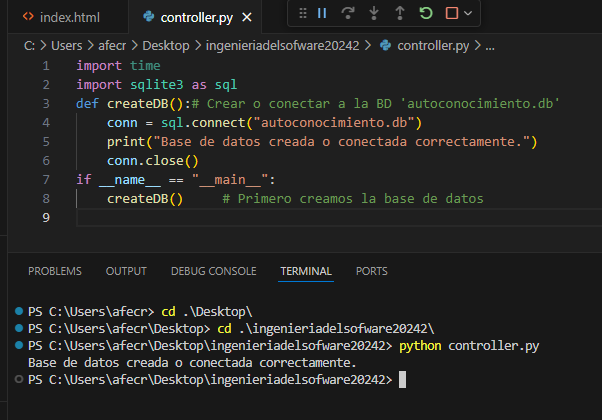 index.html controller.py
C: > Users > afecr > Desktop > ingenieriadelsofware20242 > controller.py > ...
1 import time
2 import sqlite3 as sql
3 def createDB():# Crear o conectar a la BD 'autoconocimiento.db'
4 conn = sql.connect("autoconocimiento.db")
5 print("Base de datos creada o conectada correctamente.")
6 conn.close()
7 if __name__ == "__main__":
8 createDB() # Primero creamos la base de datos
9
PROBLEMS OUTPUT DEBUG CONSOLE TERMINAL PORTS
PS C:\Users\afecr> cd .\Desktop\
PS C:\Users\afecr\Desktop> cd .\ingenieriadelsofware20242\
PS C:\Users\afecr\Desktop\ingenieriadelsofware20242> python controller.py
Base de datos creada o conectada correctamente.
PS C:\Users\afecr\Desktop\ingenieriadelsofware20242>